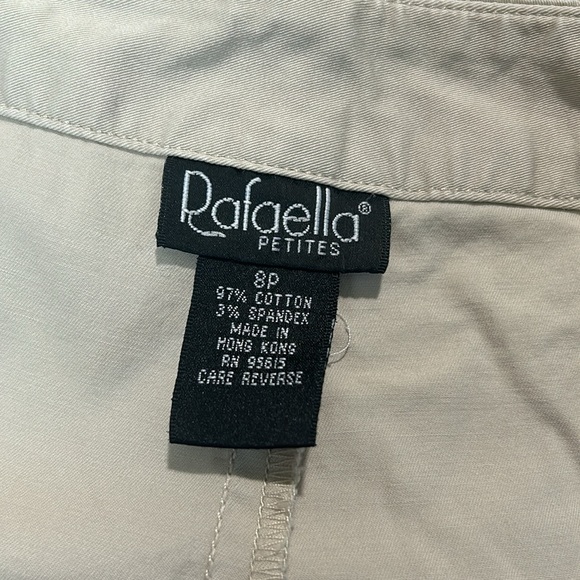 Rafaella®
PETITES
8P
97% COTTON
3% SPANDEX
MADE IN
HONG KONG
RN 95615
CARE REVERSE